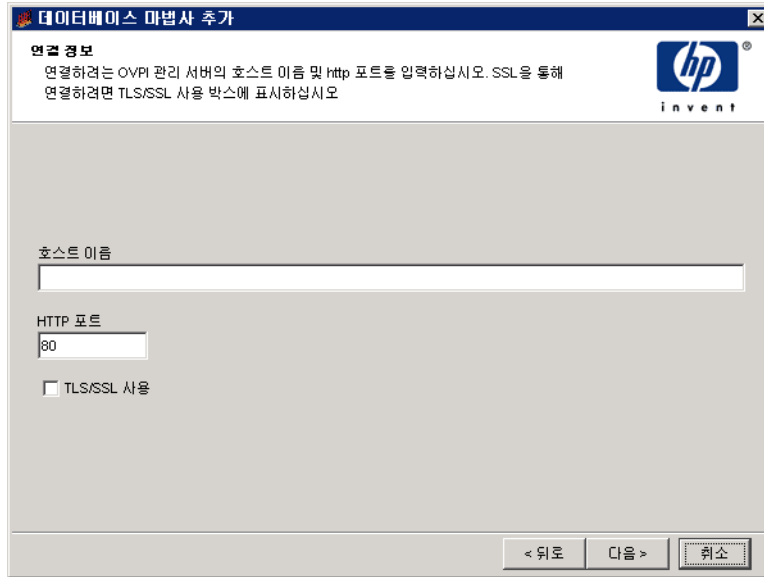 데이터베이스 마법사 추가
연결 정보
연결하려는 OVPI 관리 서버의 호스트 이름 및 http 포트를 입력하십시오. SSL을 통해
연결하려면 TLS/SSL 사용 박스에 표시하십시오
hp
®
invent
호스트 이름
HTTP 포트
80
TLS/SSL 사용
< 뒤로
다음 >
취소